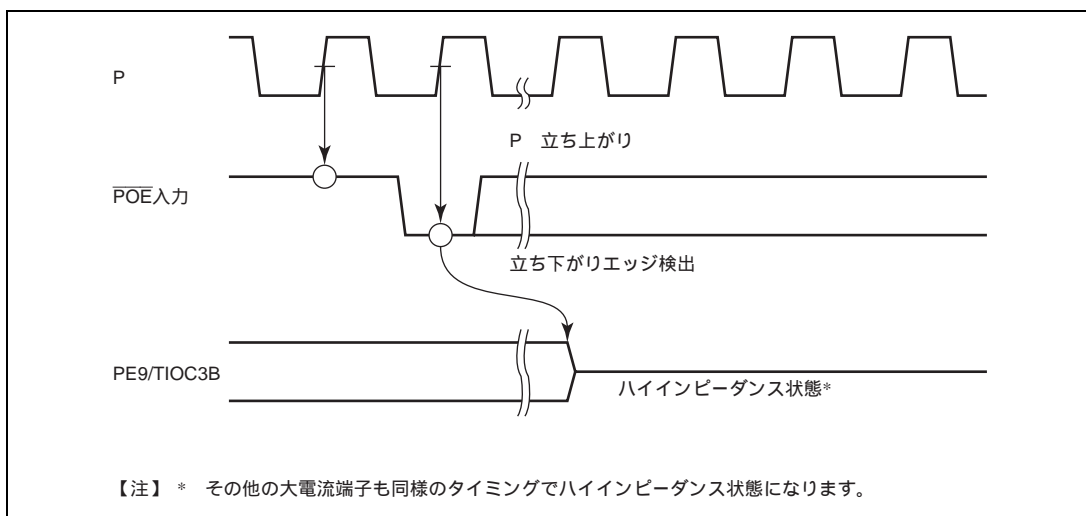 P
P 立ち上がり
P̅O̅E̅入力
立ち下がりエッジ検出
PE9/TIOC3B
ハイインピーダンス状態*
【注】 * その他の大電流端子も同様のタイミングでハイインピーダンス状態になります。